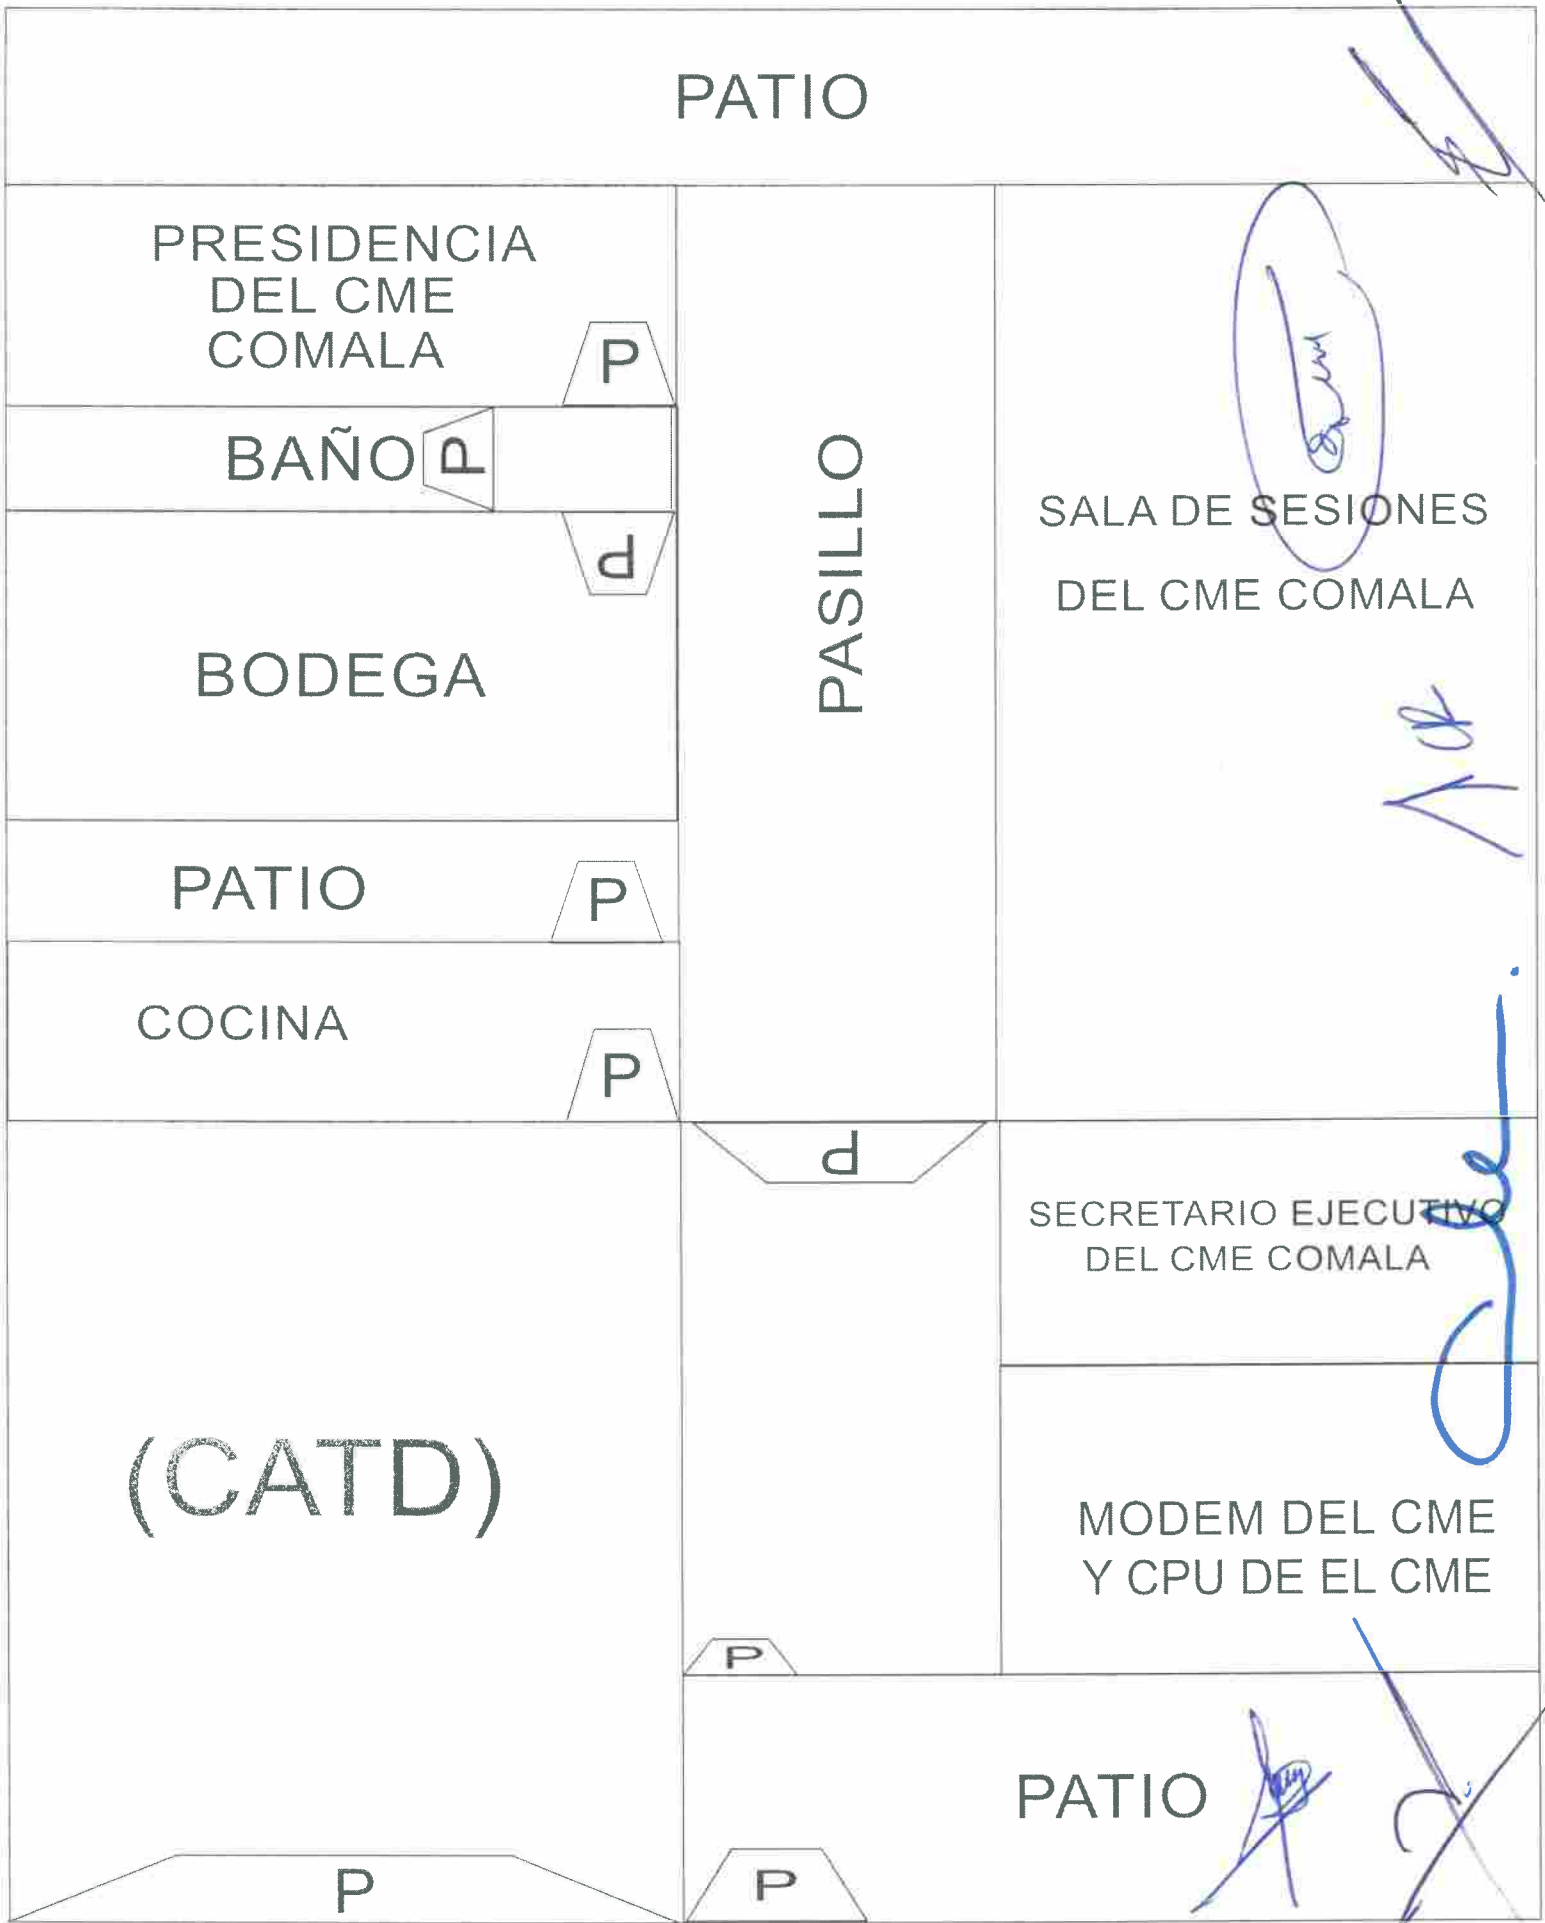 PATIO
PRESIDENCIA
DEL CME
COMALA
P
BAÑO
P
P
BODEGA
PASILLO
SALA DE SESIONES
DEL CME COMALA
PATIO
P
COCINA
P
P
SECRETARIO EJECUTIVO
DEL CME COMALA
(CATD)
MODEM DEL CME
Y CPU DE EL CME
P
PATIO
P
P